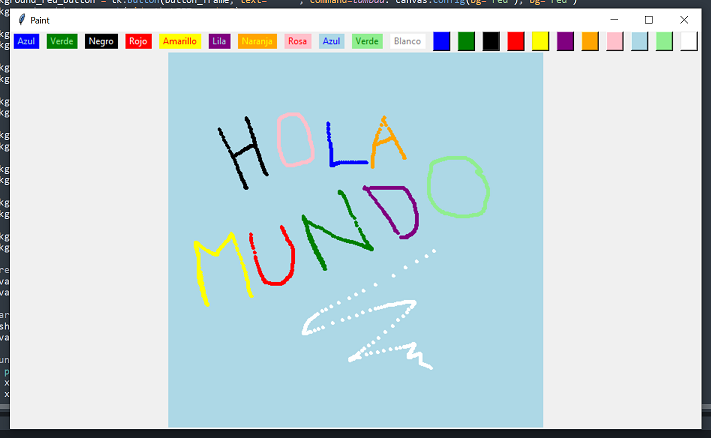 ground_red_button = tk.Button(button_frame, text="    ", command=lambda: canvas.config(bg="red"), bg="red")
Paint
Azul Verde Negro Rojo Amarillo Lila Naranja Rosa Azul Verde Blanco
HOLA
MUNDO